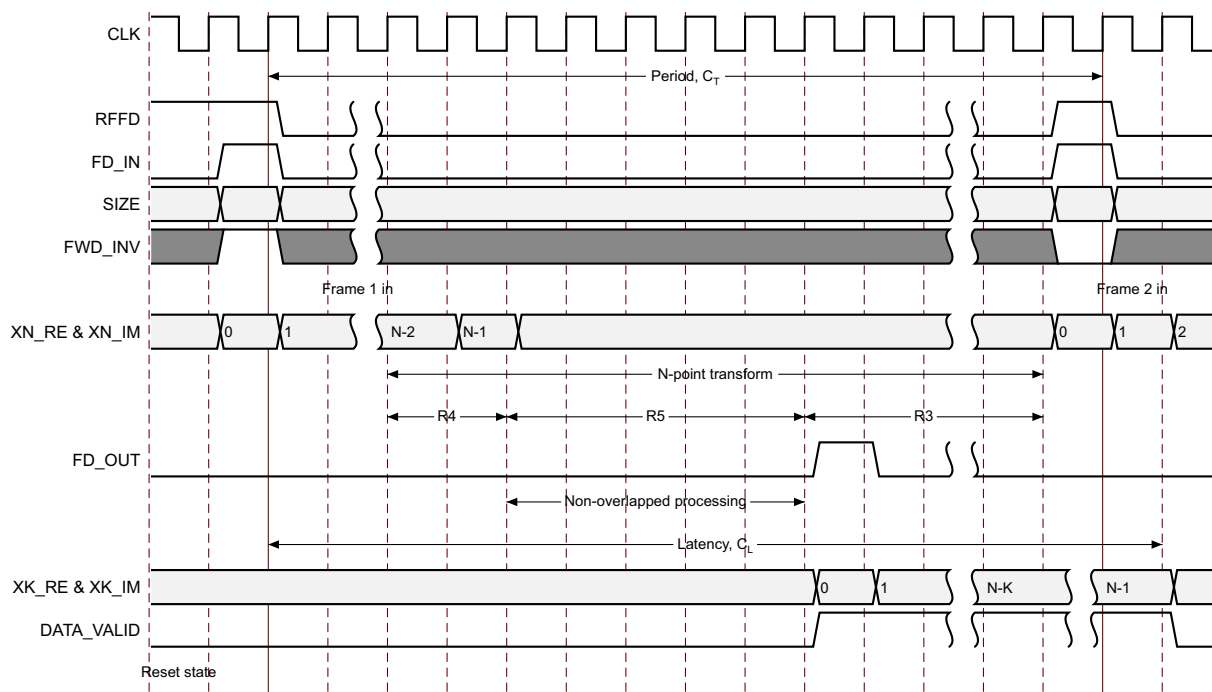 CLK
Period, CT
RFFD
FD_IN
SIZE
FWD_INV
Frame 1 in Frame 2 in
XN_RE & XN_IM 0 1 N-2 N-1 0 1 2
N-point transform
R4 R5 R3
FD_OUT
Non-overlapped processing
Latency, CL
XK_RE & XK_IM 0 1 N-K N-1
DATA_VALID
Reset state